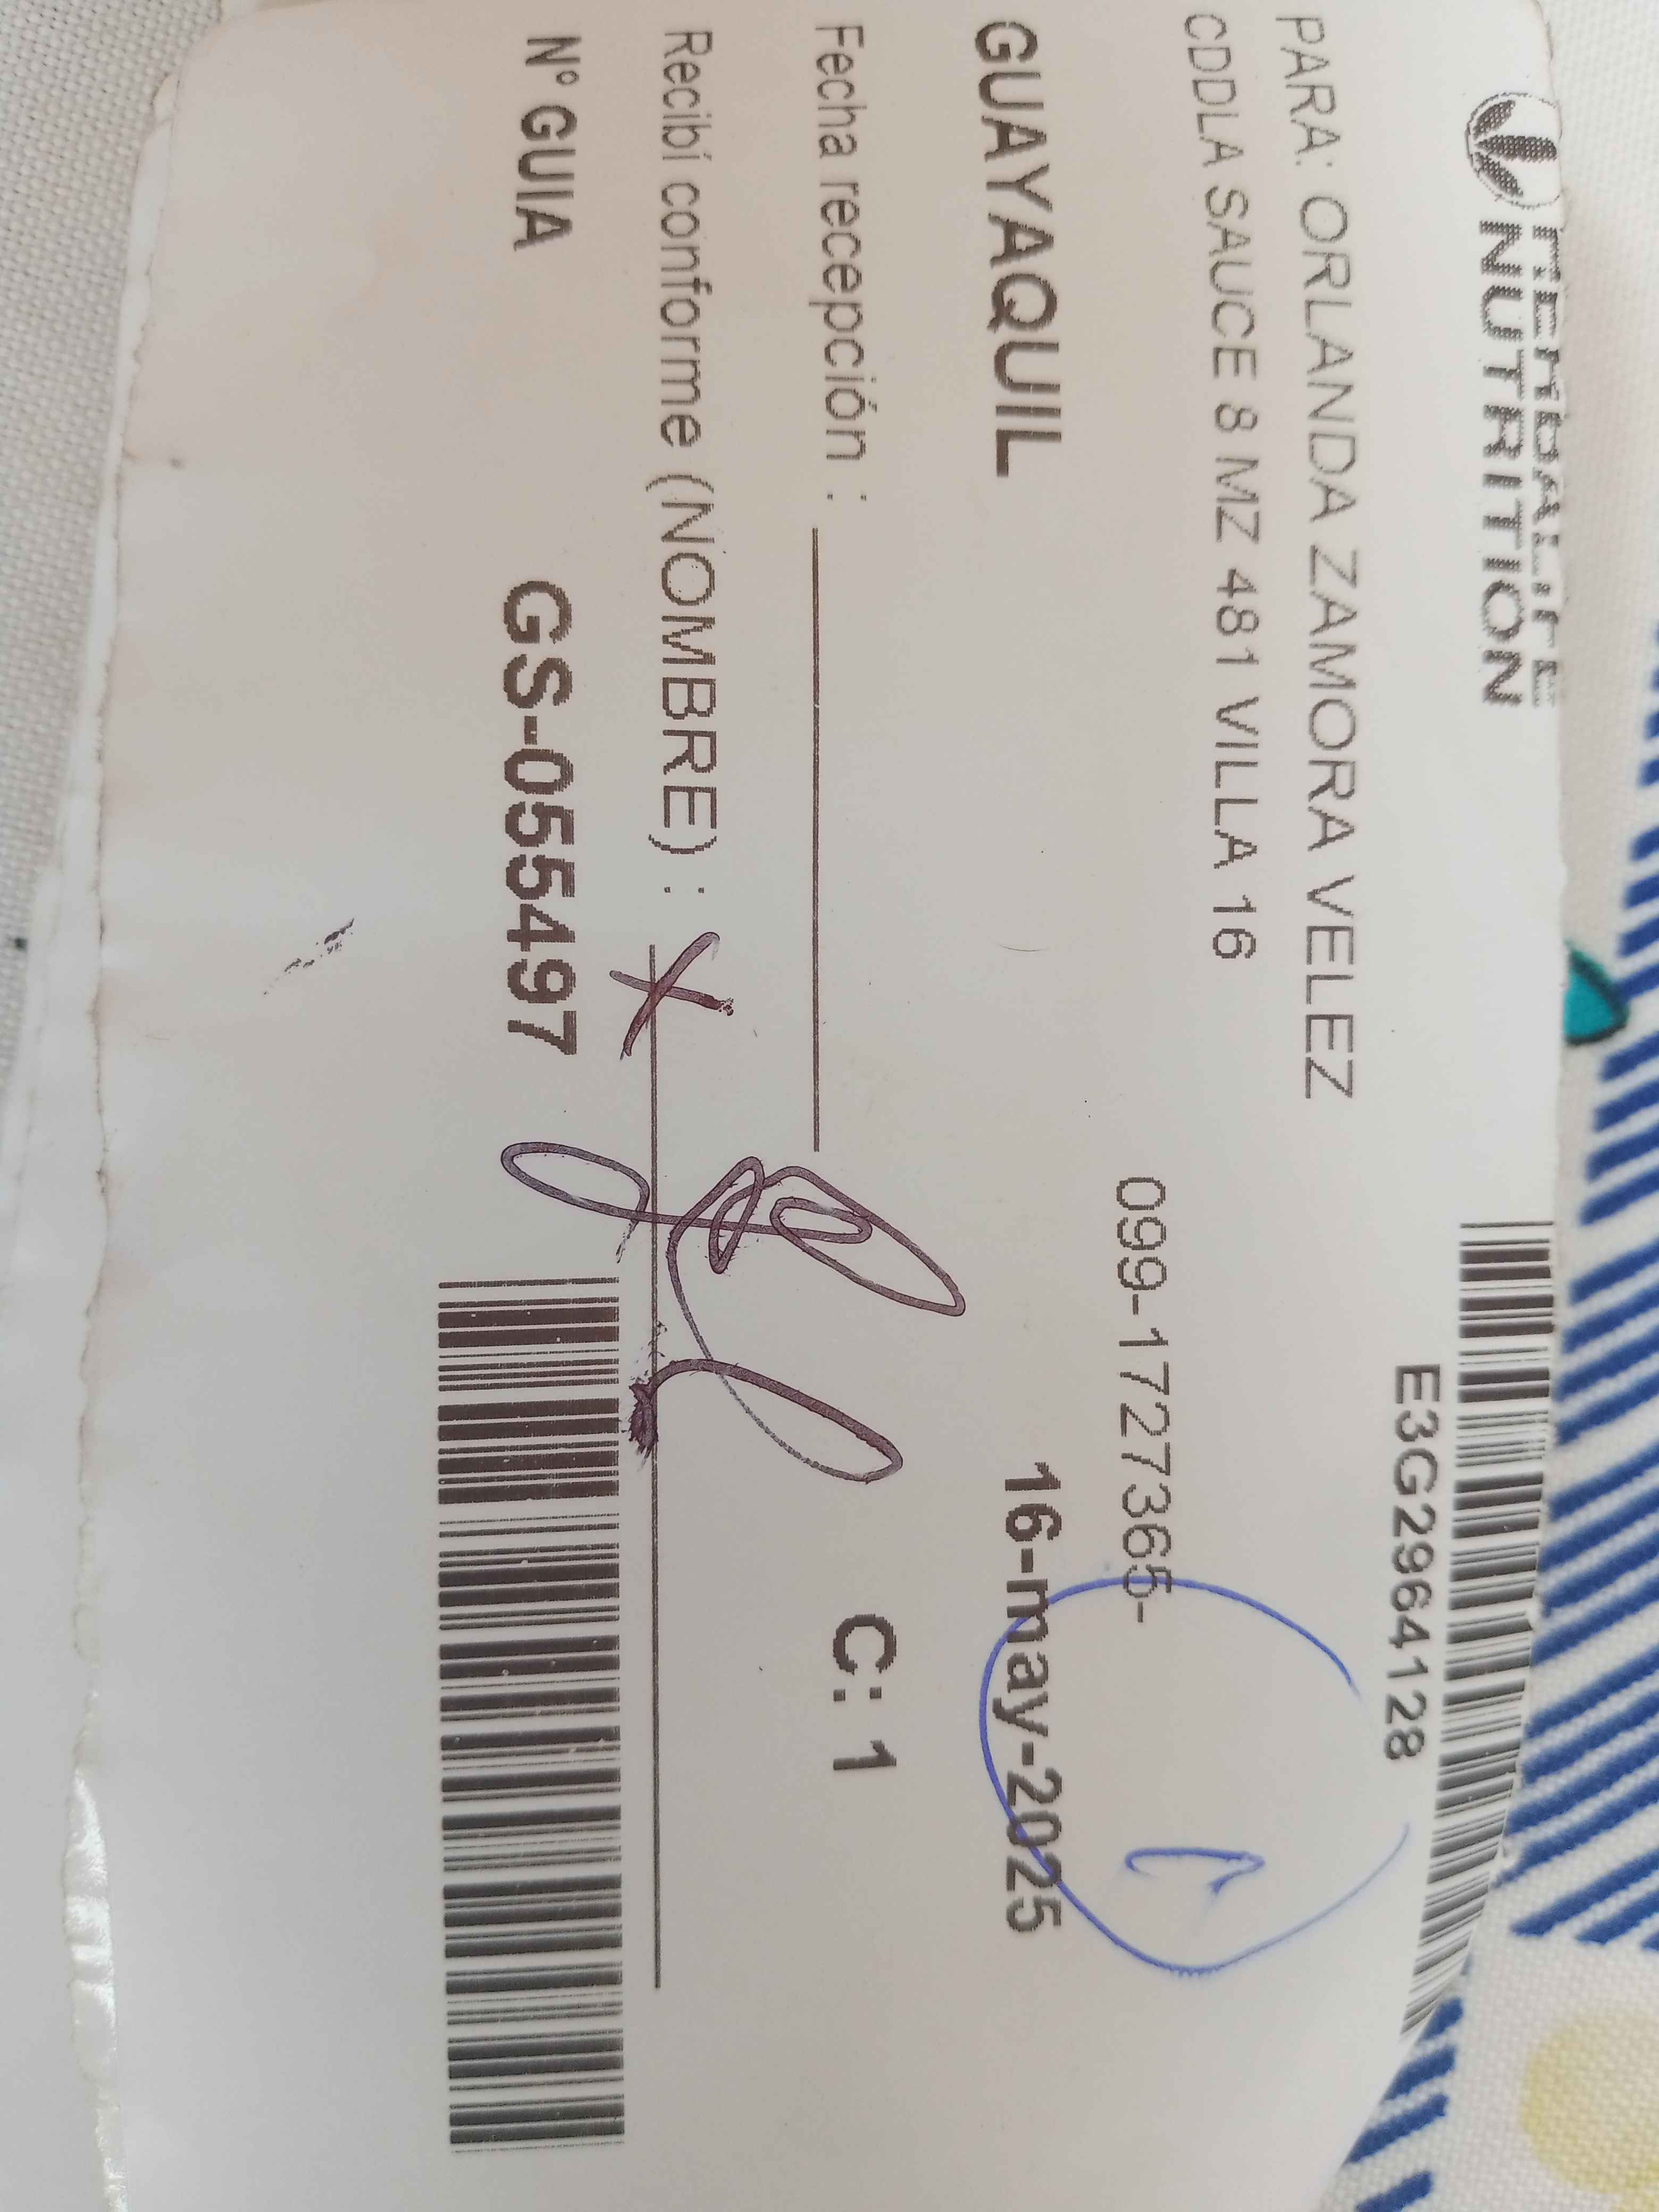 HERBALIFE
NUTRITION
E3G2964128
PARA: ORLANDA ZAMORA VELEZ
CDDLA SAUCE 8 MZ 481 VILLA 16
099-1727365-
GUAYAQUIL 16-may-2025
Fecha recepción : C: 1
Recibí conforme (NOMBRE) : X
N° GUIA GS-055497